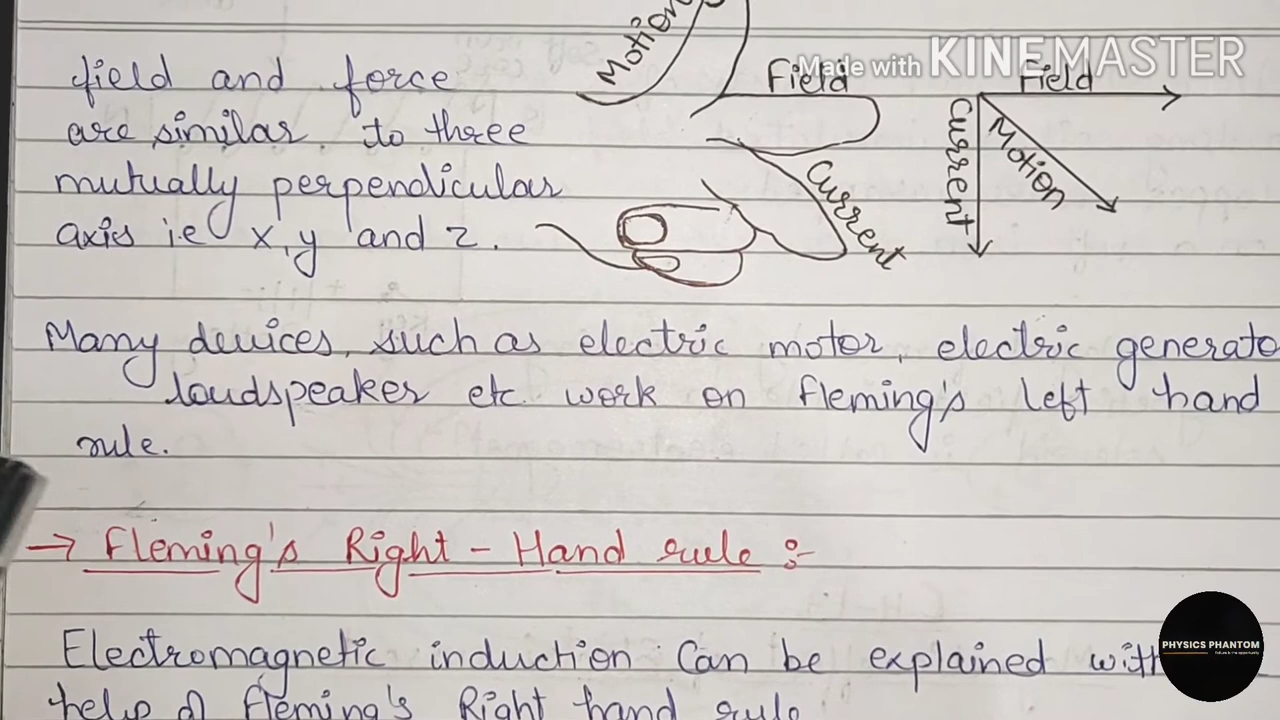 Motion
Made with KINEMASTER
Field
Field
field and force
are similar to three
mutually perpendicular
axis i.e x, y and z.
Current
Current
Motion
Many devices, such as electric motor, electric generato
loudspeaker etc work on Fleming's left hand
rule.
→ Fleming's Right - Hand rule :-
Electromagnetic induction Can be explained with
help of Fleming's Right hand rule
PHYSICS PHANTOM